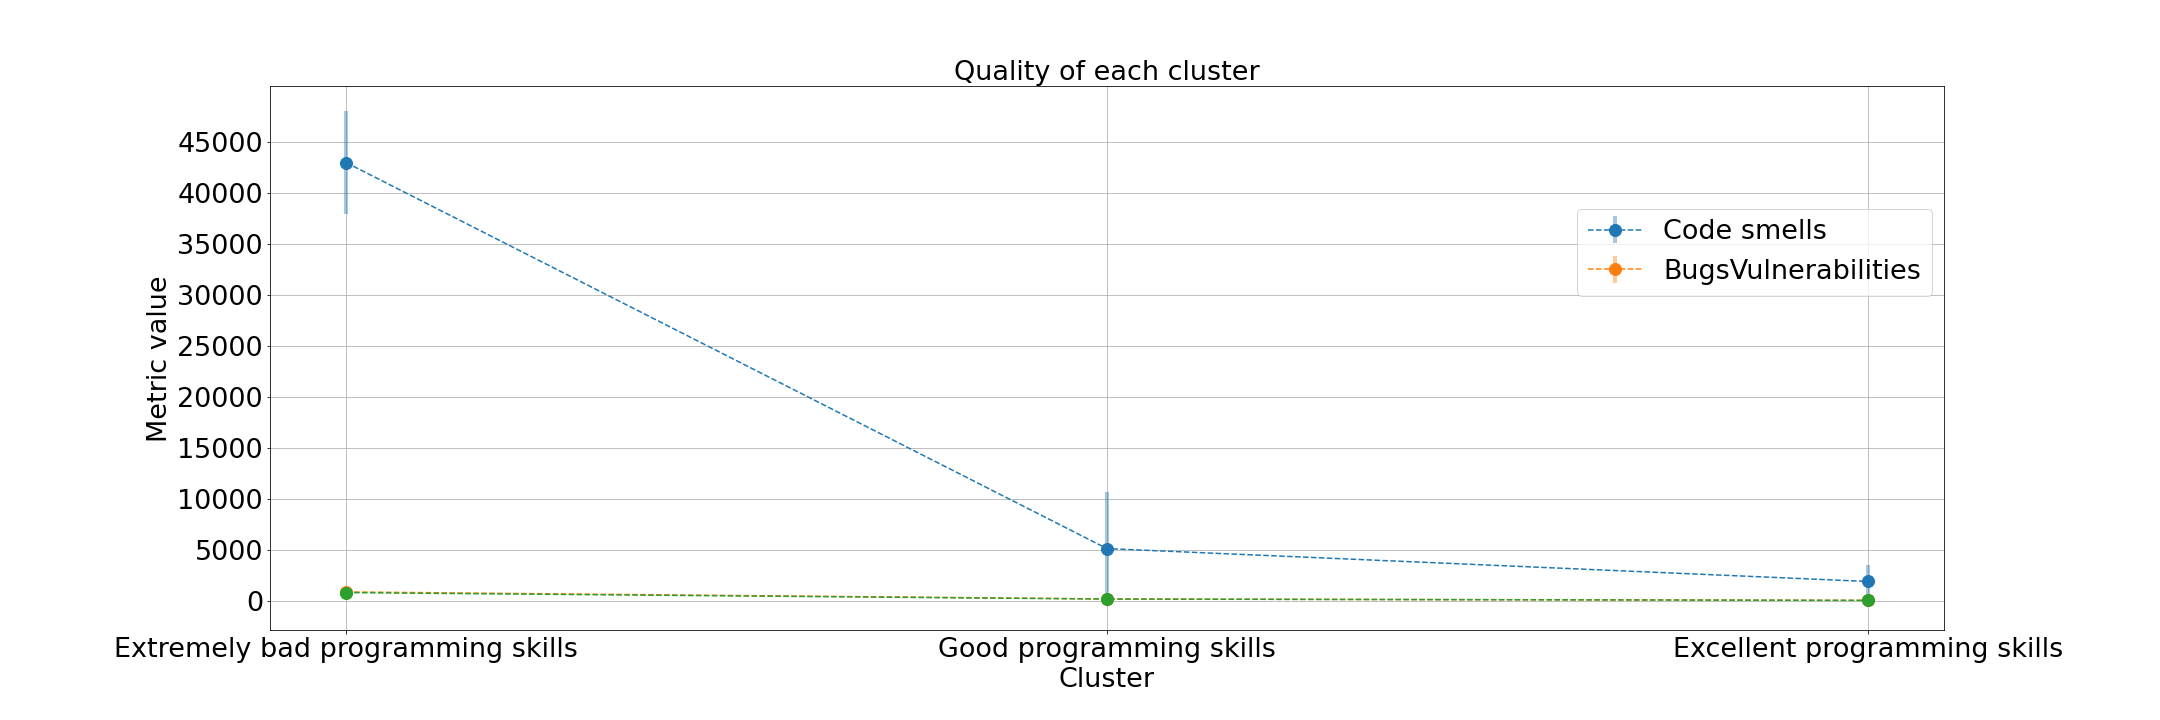 Quality of each cluster
45000
40000
35000
30000
25000
20000
15000
10000
5000
0
Metric value
Code smells
BugsVulnerabilities
Extremely bad programming skills
Good programming skills
Excellent programming skills
Cluster